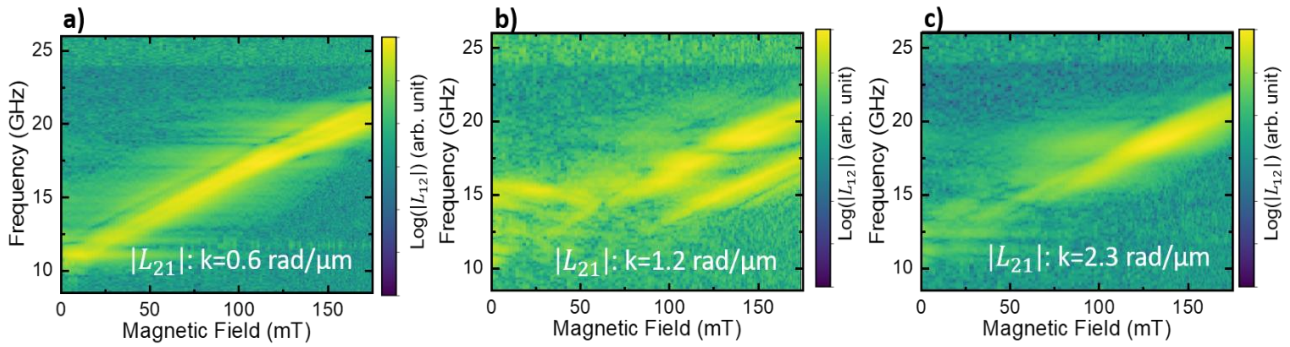 a)
25
20
15
10
Frequency (GHz)
0
50
100
150
Magnetic Field (mT)
|L₂₁|: k=0.6 rad/μm
Log(|L₁₂|) (arb. unit)
b)
25
20
15
10
Frequency (GHz)
0
50
100
150
Magnetic Field (mT)
|L₂₁|: k=1.2 rad/μm
Log(|L₁₂|) (arb. unit)
c)
25
20
15
10
Frequency (GHz)
0
50
100
150
Magnetic Field (mT)
|L₂₁|: k=2.3 rad/μm
Log(|L₁₂|) (arb. unit)